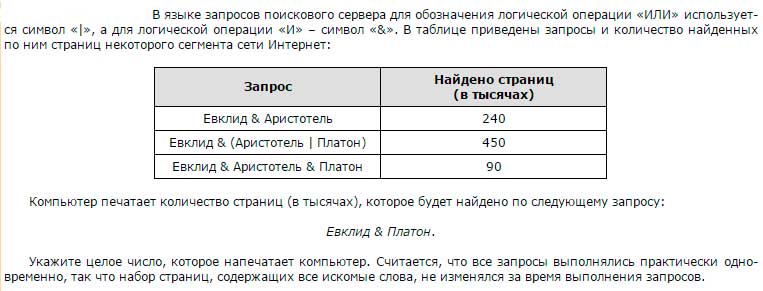 В языке запросов поискового сервера для обозначения логической операции «ИЛИ» использует-
ся символ «|», а для логической операции «И» – символ «&». В таблице приведены запросы и количество найденных
по ним страниц некоторого сегмента сети Интернет:
Запрос Найдено страниц
(в тысячах)
Евклид & Аристотель 240
Евклид & (Аристотель | Платон) 450
Евклид & Аристотель & Платон 90
Компьютер печатает количество страниц (в тысячах), которое будет найдено по следующему запросу:
Евклид & Платон.
Укажите целое число, которое напечатает компьютер. Считается, что все запросы выполнялись практически одно-
временно, так что набор страниц, содержащих все искомые слова, не изменялся за время выполнения запросов.